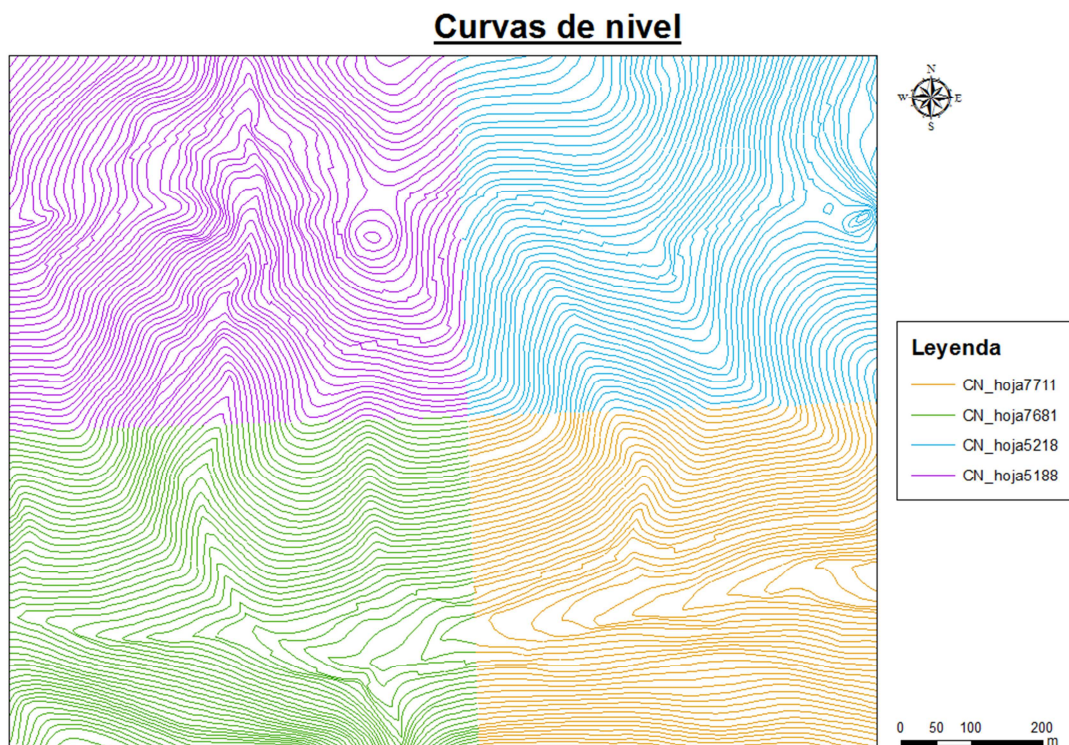 Curvas de nivel
N
W E
S
Leyenda
CN_hoja7711
CN_hoja7681
CN_hoja5218
CN_hoja5188
0 50 100 200
m